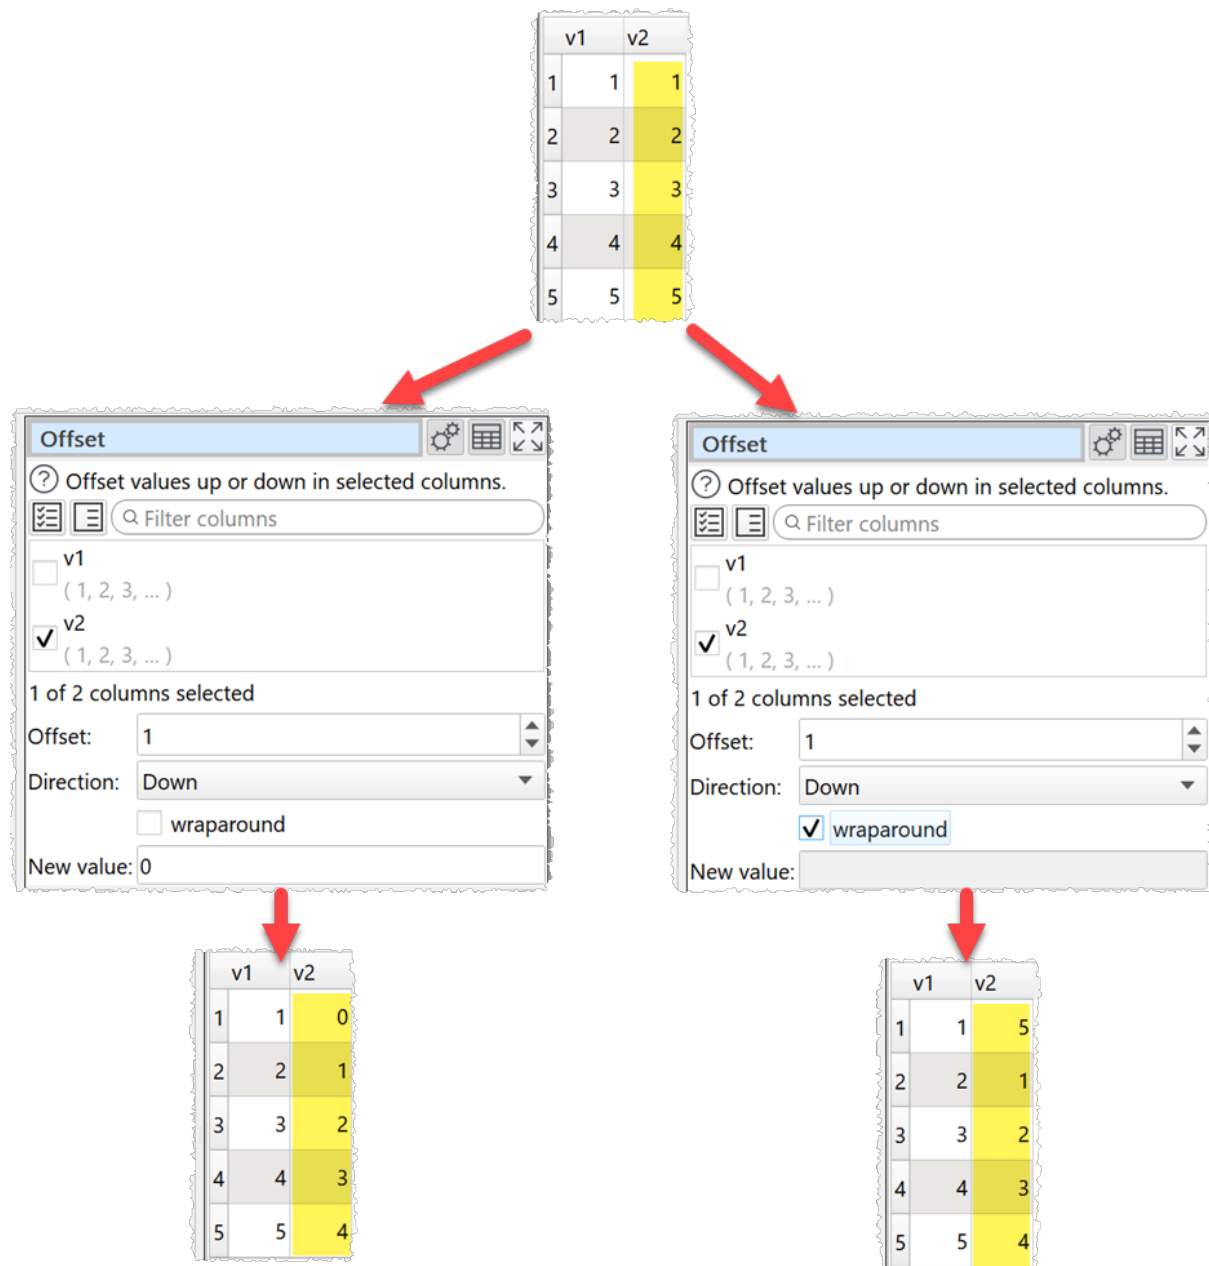 v1 v2
1 1 1
2 2 2
3 3 3
4 4 4
5 5 5
Offset
Offset values up or down in selected columns.
Filter columns
v1
( 1, 2, 3, ... )
v2
( 1, 2, 3, ... )
1 of 2 columns selected
Offset: 1
Direction: Down
wraparound
New value: 0
Offset
Offset values up or down in selected columns.
Filter columns
v1
( 1, 2, 3, ... )
v2
( 1, 2, 3, ... )
1 of 2 columns selected
Offset: 1
Direction: Down
wraparound
New value:
v1 v2
1 1 0
2 2 1
3 3 2
4 4 3
5 5 4
v1 v2
1 1 5
2 2 1
3 3 2
4 4 3
5 5 4